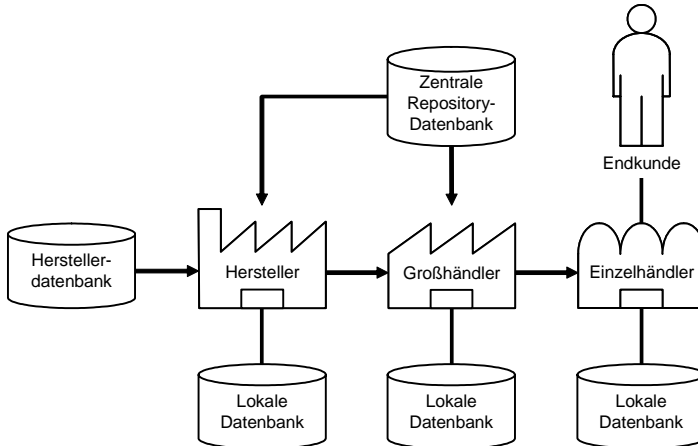 Zentrale
Repository-
Datenbank
Endkunde
Hersteller-
datenbank
Hersteller
Großhändler
Einzelhändler
Lokale
Datenbank
Lokale
Datenbank
Lokale
Datenbank